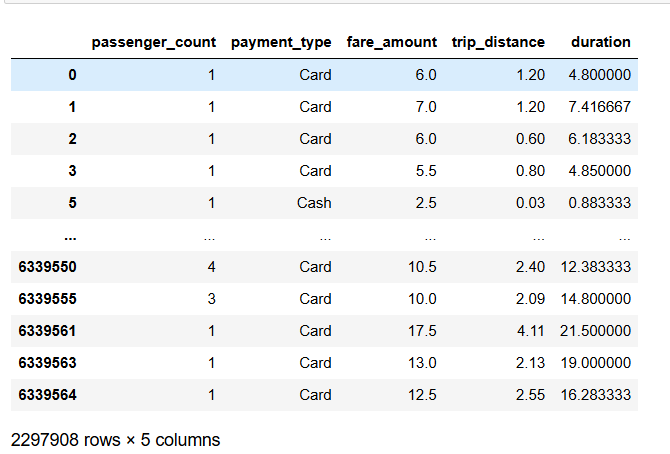 passenger_count payment_type fare_amount trip_distance duration
0 1 Card 6.0 1.20 4.800000
1 1 Card 7.0 1.20 7.416667
2 1 Card 6.0 0.60 6.183333
3 1 Card 5.5 0.80 4.850000
5 1 Cash 2.5 0.03 0.883333
... ... ... ... ... ...
6339550 4 Card 10.5 2.40 12.383333
6339555 3 Card 10.0 2.09 14.800000
6339561 1 Card 17.5 4.11 21.500000
6339563 1 Card 13.0 2.13 19.000000
6339564 1 Card 12.5 2.55 16.283333
2297908 rows × 5 columns